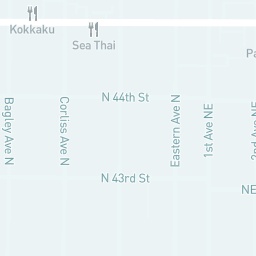 Kokkaku
Sea Thai
Pa
N 44th St
Bagley Ave N
Corliss Ave N
Eastern Ave N
1st Ave NE
2nd Ave NE
N 43rd St
NE